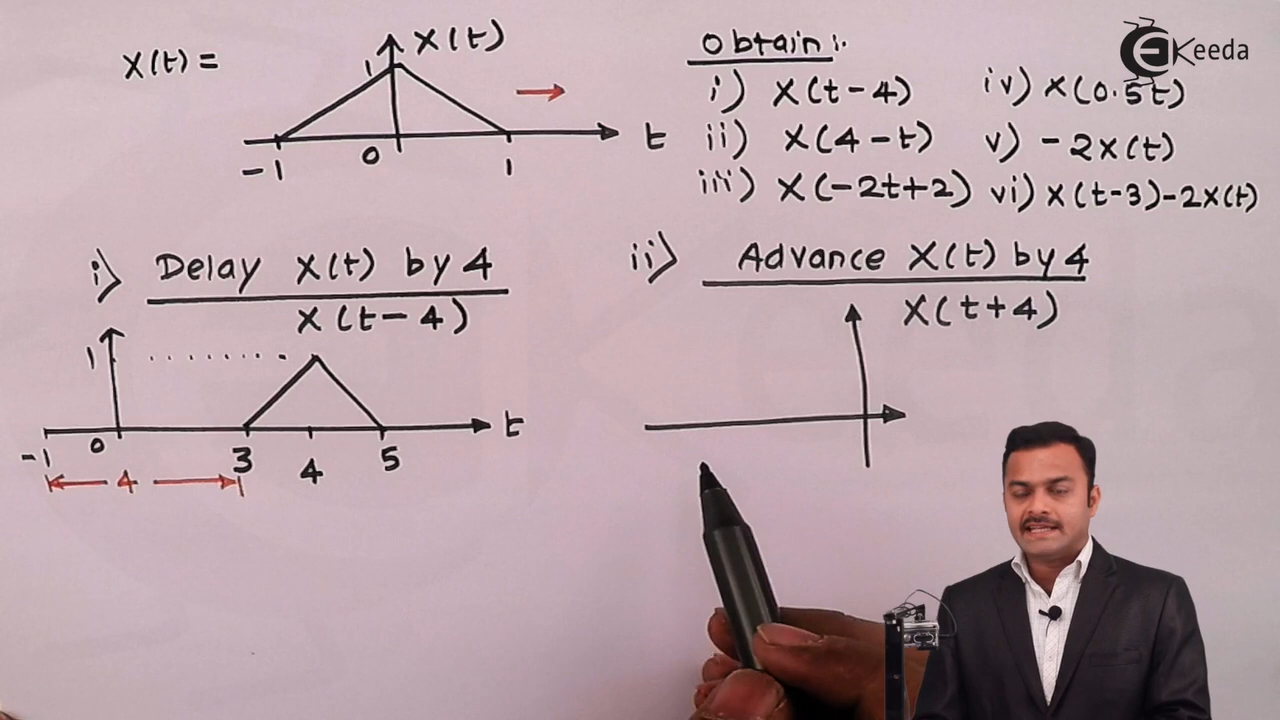 X(t) =
X(t)
1
-1
0
1
t
Obtain :.
i) X(t-4)
ii) X(4-t)
iii) X(-2t+2)
iv) X(0.5t)
v) -2X(t)
vi) X(t-3)-2X(t)
EKeeda
i) Delay X(t) by 4
X(t-4)
1
-1
0
3
4
5
t
4
ii) Advance X(t) by 4
X(t+4)